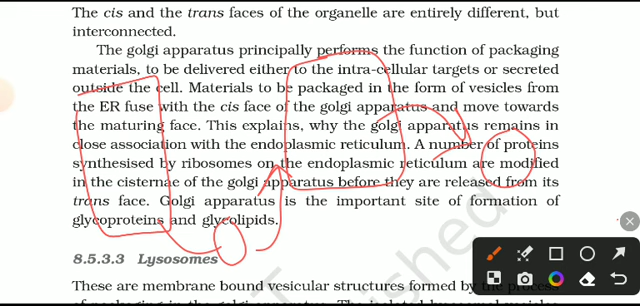 The cis and the trans faces of the organelle are entirely different, but
interconnected.
The golgi apparatus principally performs the function of packaging
materials, to be delivered either to the intra-cellular targets or secreted
outside the cell. Materials to be packaged in the form of vesicles from
the ER fuse with the cis face of the golgi apparatus and move towards
the maturing face. This explains, why the golgi apparatus remains in
close association with the endoplasmic reticulum. A number of proteins
synthesised by ribosomes on the endoplasmic reticulum are modified
in the cisternae of the golgi apparatus before they are released from its
trans face. Golgi apparatus is the important site of formation of
glycoproteins and glycolipids.
8.5.3.3 Lysosomes
These are membrane bound vesicular structures formed by the process